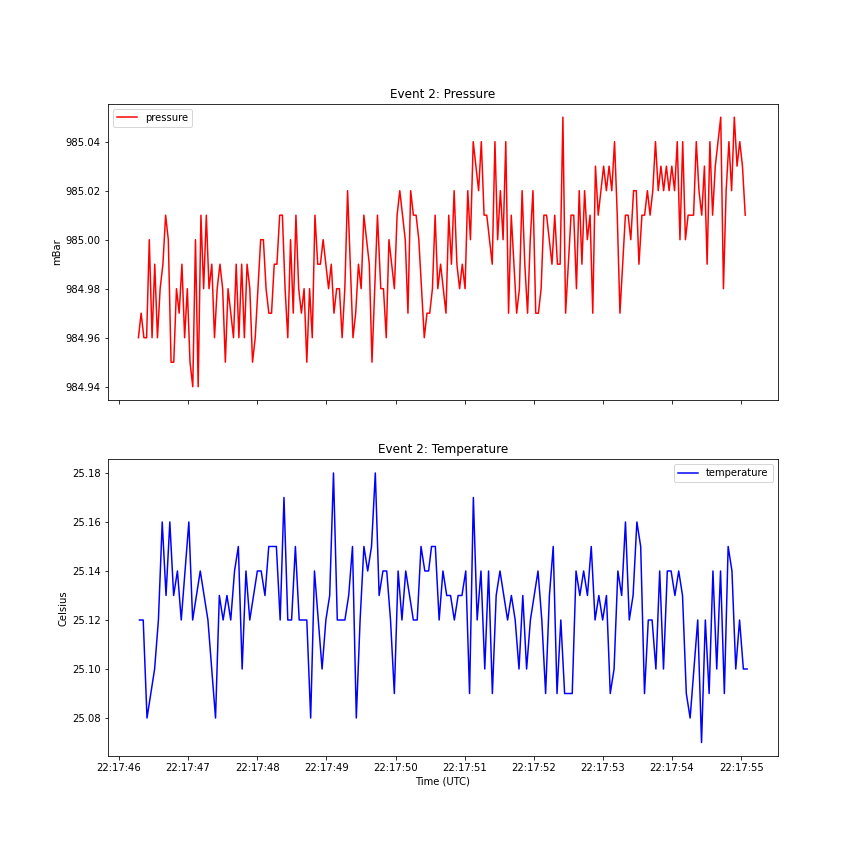 Event 2: Pressure
pressure
985.04
985.02
985.00
984.98
984.96
984.94
mBar
Event 2: Temperature
temperature
25.18
25.16
25.14
25.12
25.10
25.08
Celsius
22:17:46 22:17:47 22:17:48 22:17:49 22:17:50 22:17:51 22:17:52 22:17:53 22:17:54 22:17:55
Time (UTC)